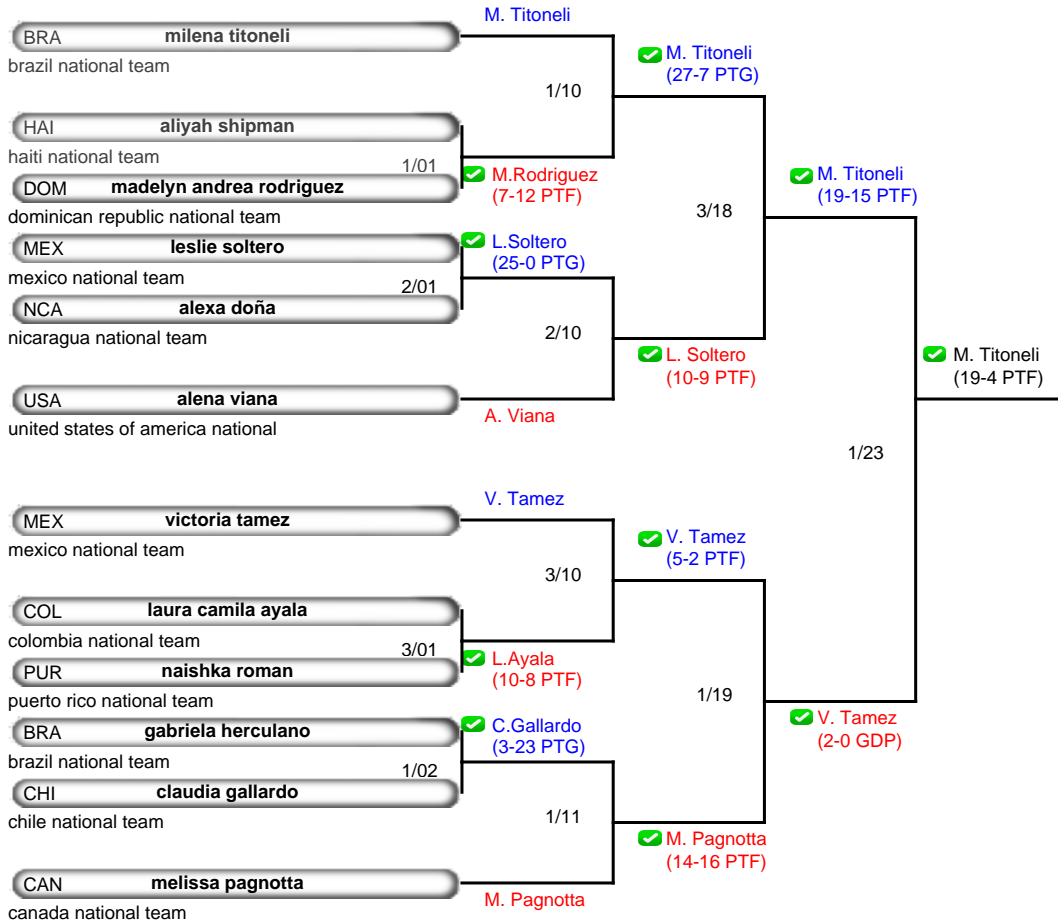 M. Titoneli
BRA milena titoneli
brazil national team
M. Titoneli
(27-7 PTG)
1/10
HAI aliyah shipman
haiti national team
1/01
M.Rodriguez
(7-12 PTF)
DOM madelyn andrea rodriguez
dominican republic national team
M. Titoneli
(19-15 PTF)
3/18
MEX leslie soltero
mexico national team
L.Soltero
(25-0 PTG)
2/01
NCA alexa doña
nicaragua national team
2/10
L. Soltero
(10-9 PTF)
M. Titoneli
(19-4 PTF)
USA alena viana
united states of america national
A. Viana
1/23
V. Tamez
MEX victoria tamez
mexico national team
V. Tamez
(5-2 PTF)
3/10
COL laura camila ayala
colombia national team
3/01
L.Ayala
(10-8 PTF)
PUR naishka roman
puerto rico national team
1/19
V. Tamez
(2-0 GDP)
BRA gabriela herculano
brazil national team
C.Gallardo
(3-23 PTG)
1/02
CHI claudia gallardo
chile national team
1/11
M. Pagnotta
(14-16 PTF)
CAN melissa pagnotta
canada national team
M. Pagnotta